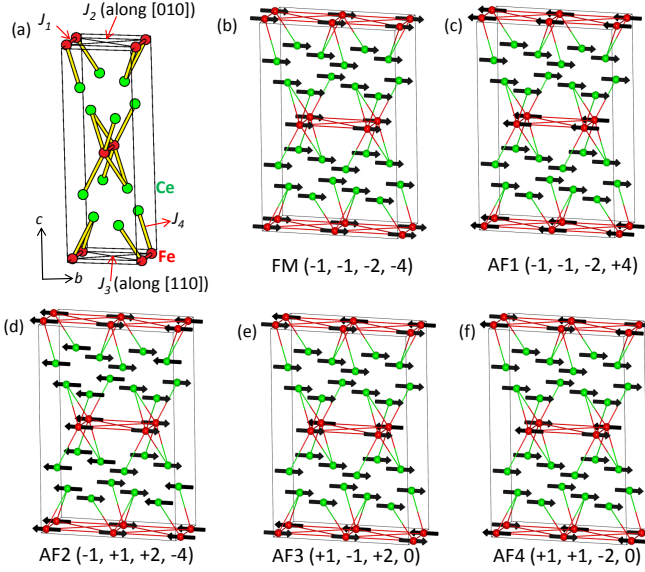 (a)
J1
J2 (along [010])
Ce
J4
c
b
Fe
J3 (along [110])
(b)
FM (-1, -1, -2, -4)
(c)
AF1 (-1, -1, -2, +4)
(d)
AF2 (-1, +1, +2, -4)
(e)
AF3 (+1, -1, +2, 0)
(f)
AF4 (+1, +1, -2, 0)